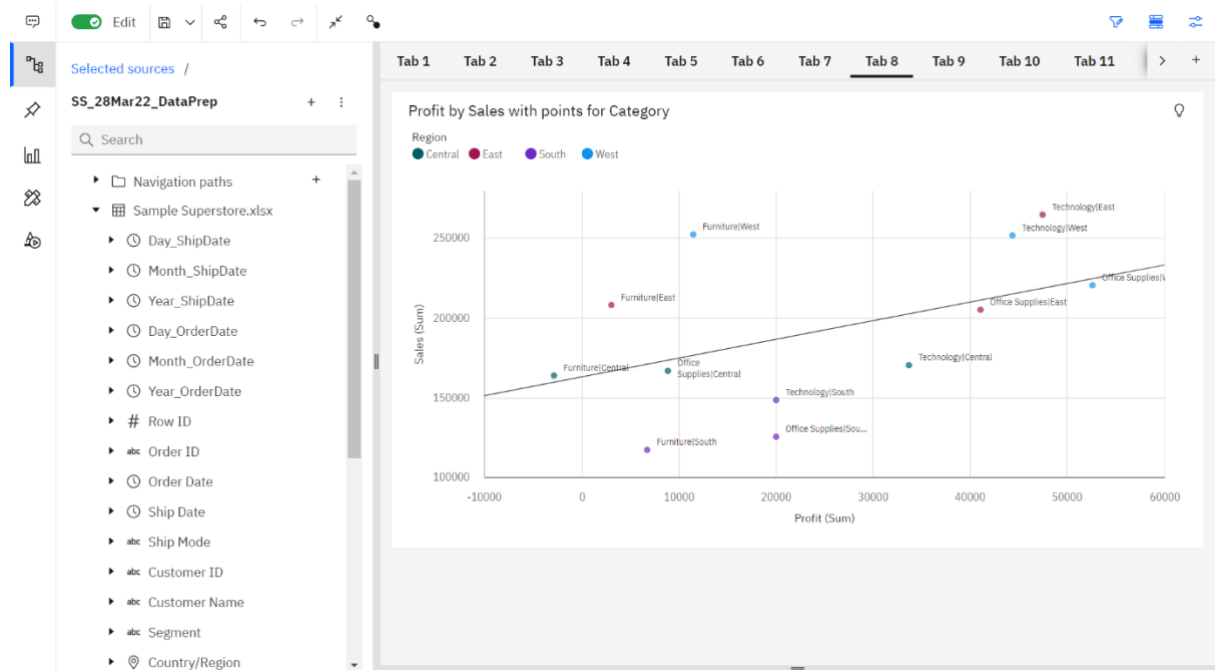 Edit
Selected sources /
SS_28Mar22_DataPrep
Search
Navigation paths
Sample Superstore.xlsx
Day_ShipDate
Month_ShipDate
Year_ShipDate
Day_OrderDate
Month_OrderDate
Year_OrderDate
# Row ID
abc Order ID
Order Date
Ship Date
abc Ship Mode
abc Customer ID
abc Customer Name
abc Segment
Country/Region
Tab 1 Tab 2 Tab 3 Tab 4 Tab 5 Tab 6 Tab 7 Tab 8 Tab 9 Tab 10 Tab 11
Profit by Sales with points for Category
Region
Central East South West
Technology|East
Furniture|West
Technology|West
250000
Office Supplies|W
Furniture|East
Office Supplies|East
200000
Sales (Sum)
Technology|Central
Furniture|Central
Office
Supplies|Central
150000
Technology|South
Office Supplies|Sou...
Furniture|South
100000
-10000 0 10000 20000 30000 40000 50000 60000
Profit (Sum)